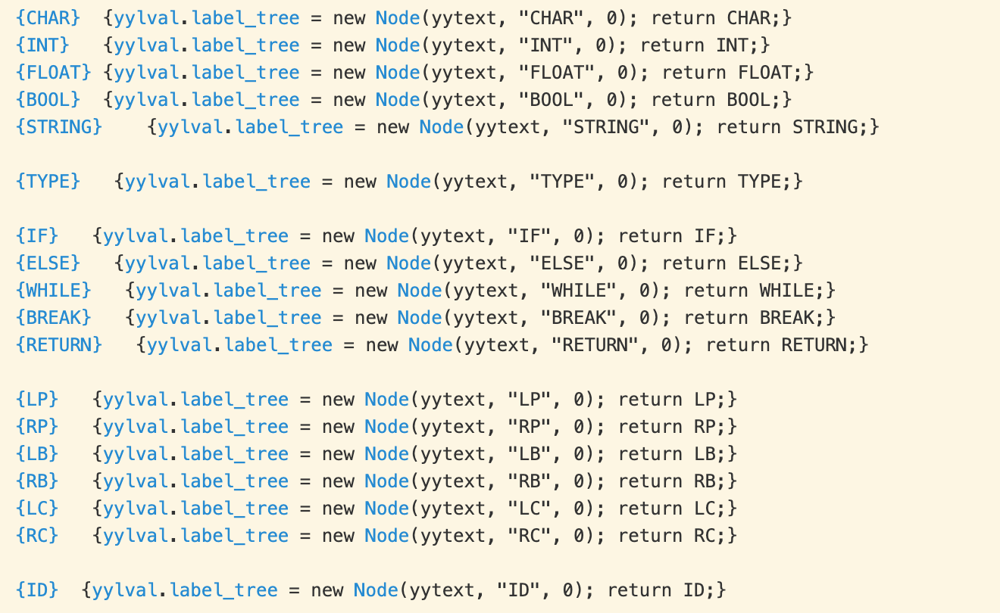 {CHAR}  {yylval.label_tree = new Node(yytext, "CHAR", 0); return CHAR;}
{INT}   {yylval.label_tree = new Node(yytext, "INT", 0); return INT;}
{FLOAT} {yylval.label_tree = new Node(yytext, "FLOAT", 0); return FLOAT;}
{BOOL}  {yylval.label_tree = new Node(yytext, "BOOL", 0); return BOOL;}
{STRING}    {yylval.label_tree = new Node(yytext, "STRING", 0); return STRING;}

{TYPE}   {yylval.label_tree = new Node(yytext, "TYPE", 0); return TYPE;}

{IF}   {yylval.label_tree = new Node(yytext, "IF", 0); return IF;}
{ELSE}   {yylval.label_tree = new Node(yytext, "ELSE", 0); return ELSE;}
{WHILE}   {yylval.label_tree = new Node(yytext, "WHILE", 0); return WHILE;}
{BREAK}   {yylval.label_tree = new Node(yytext, "BREAK", 0); return BREAK;}
{RETURN}   {yylval.label_tree = new Node(yytext, "RETURN", 0); return RETURN;}

{LP}   {yylval.label_tree = new Node(yytext, "LP", 0); return LP;}
{RP}   {yylval.label_tree = new Node(yytext, "RP", 0); return RP;}
{LB}   {yylval.label_tree = new Node(yytext, "LB", 0); return LB;}
{RB}   {yylval.label_tree = new Node(yytext, "RB", 0); return RB;}
{LC}   {yylval.label_tree = new Node(yytext, "LC", 0); return LC;}
{RC}   {yylval.label_tree = new Node(yytext, "RC", 0); return RC;}

{ID}  {yylval.label_tree = new Node(yytext, "ID", 0); return ID;}